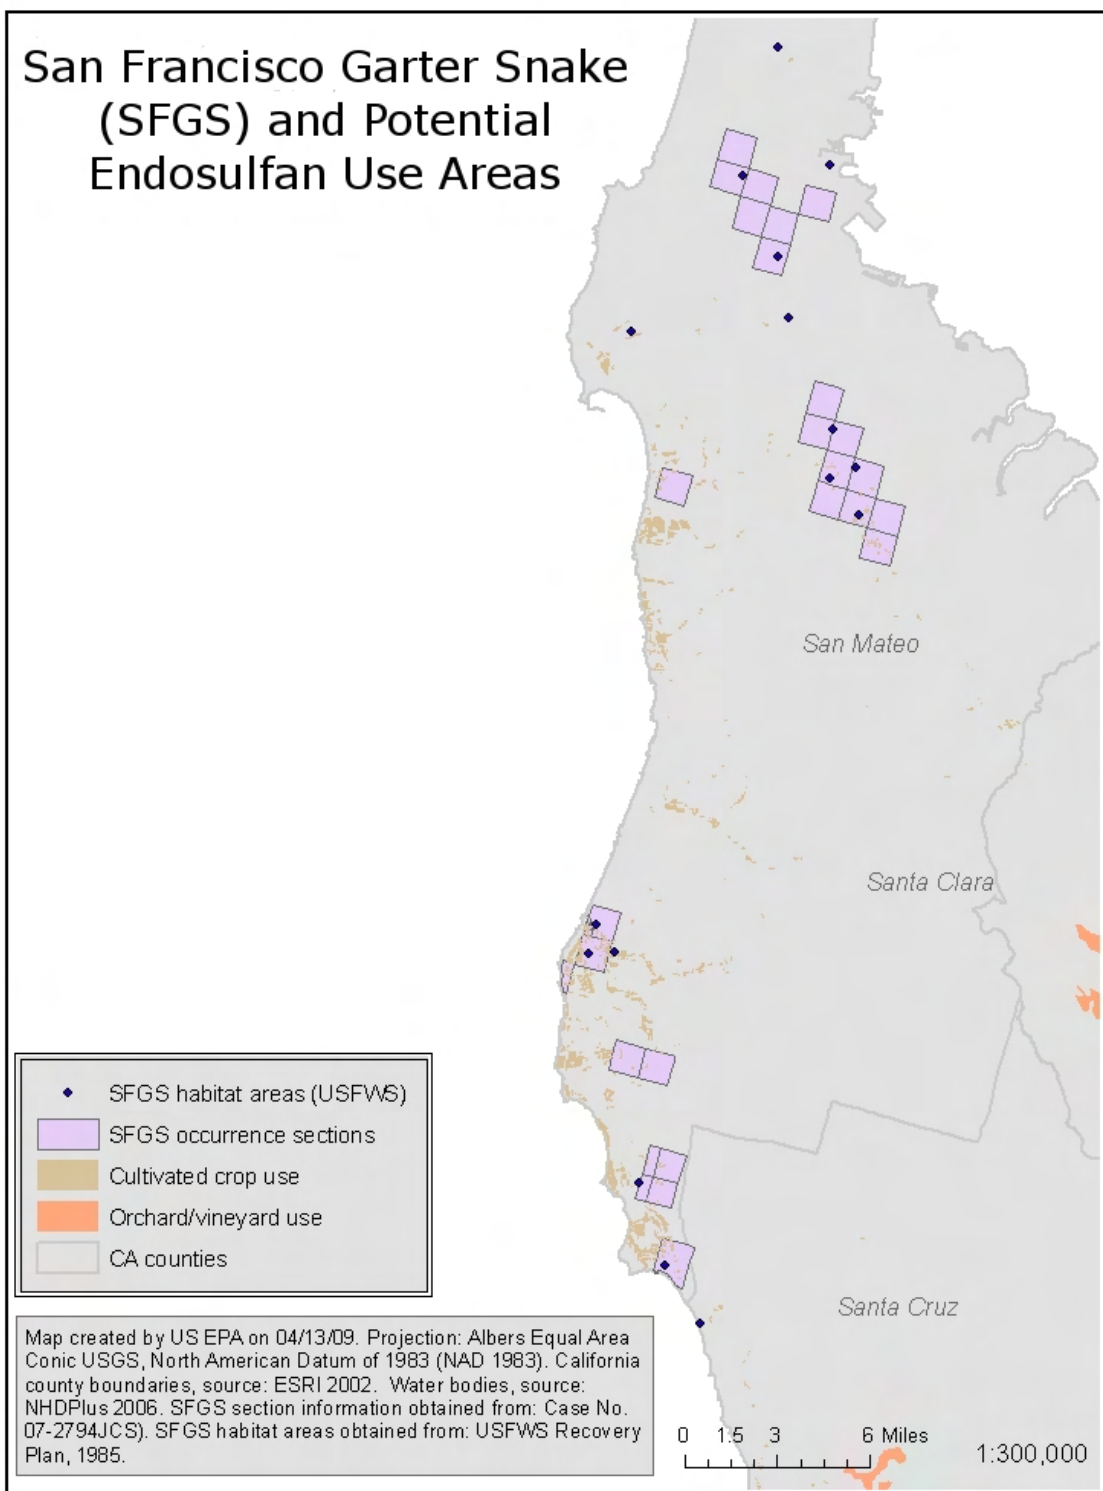 San Francisco Garter Snake
(SFGS) and Potential
Endosulfan Use Areas
San Mateo
Santa Clara
Santa Cruz
SFGS habitat areas (USFWS)
SFGS occurrence sections
Cultivated crop use
Orchard/vineyard use
CA counties
Map created by US EPA on 04/13/09. Projection: Albers Equal Area
Conic USGS, North American Datum of 1983 (NAD 1983). California
county boundaries, source: ESRI 2002. Water bodies, source:
NHDPlus 2006. SFGS section information obtained from: Case No.
07-2794JCS). SFGS habitat areas obtained from: USFWS Recovery
Plan, 1985.
0 1.5 3 6 Miles
1:300,000